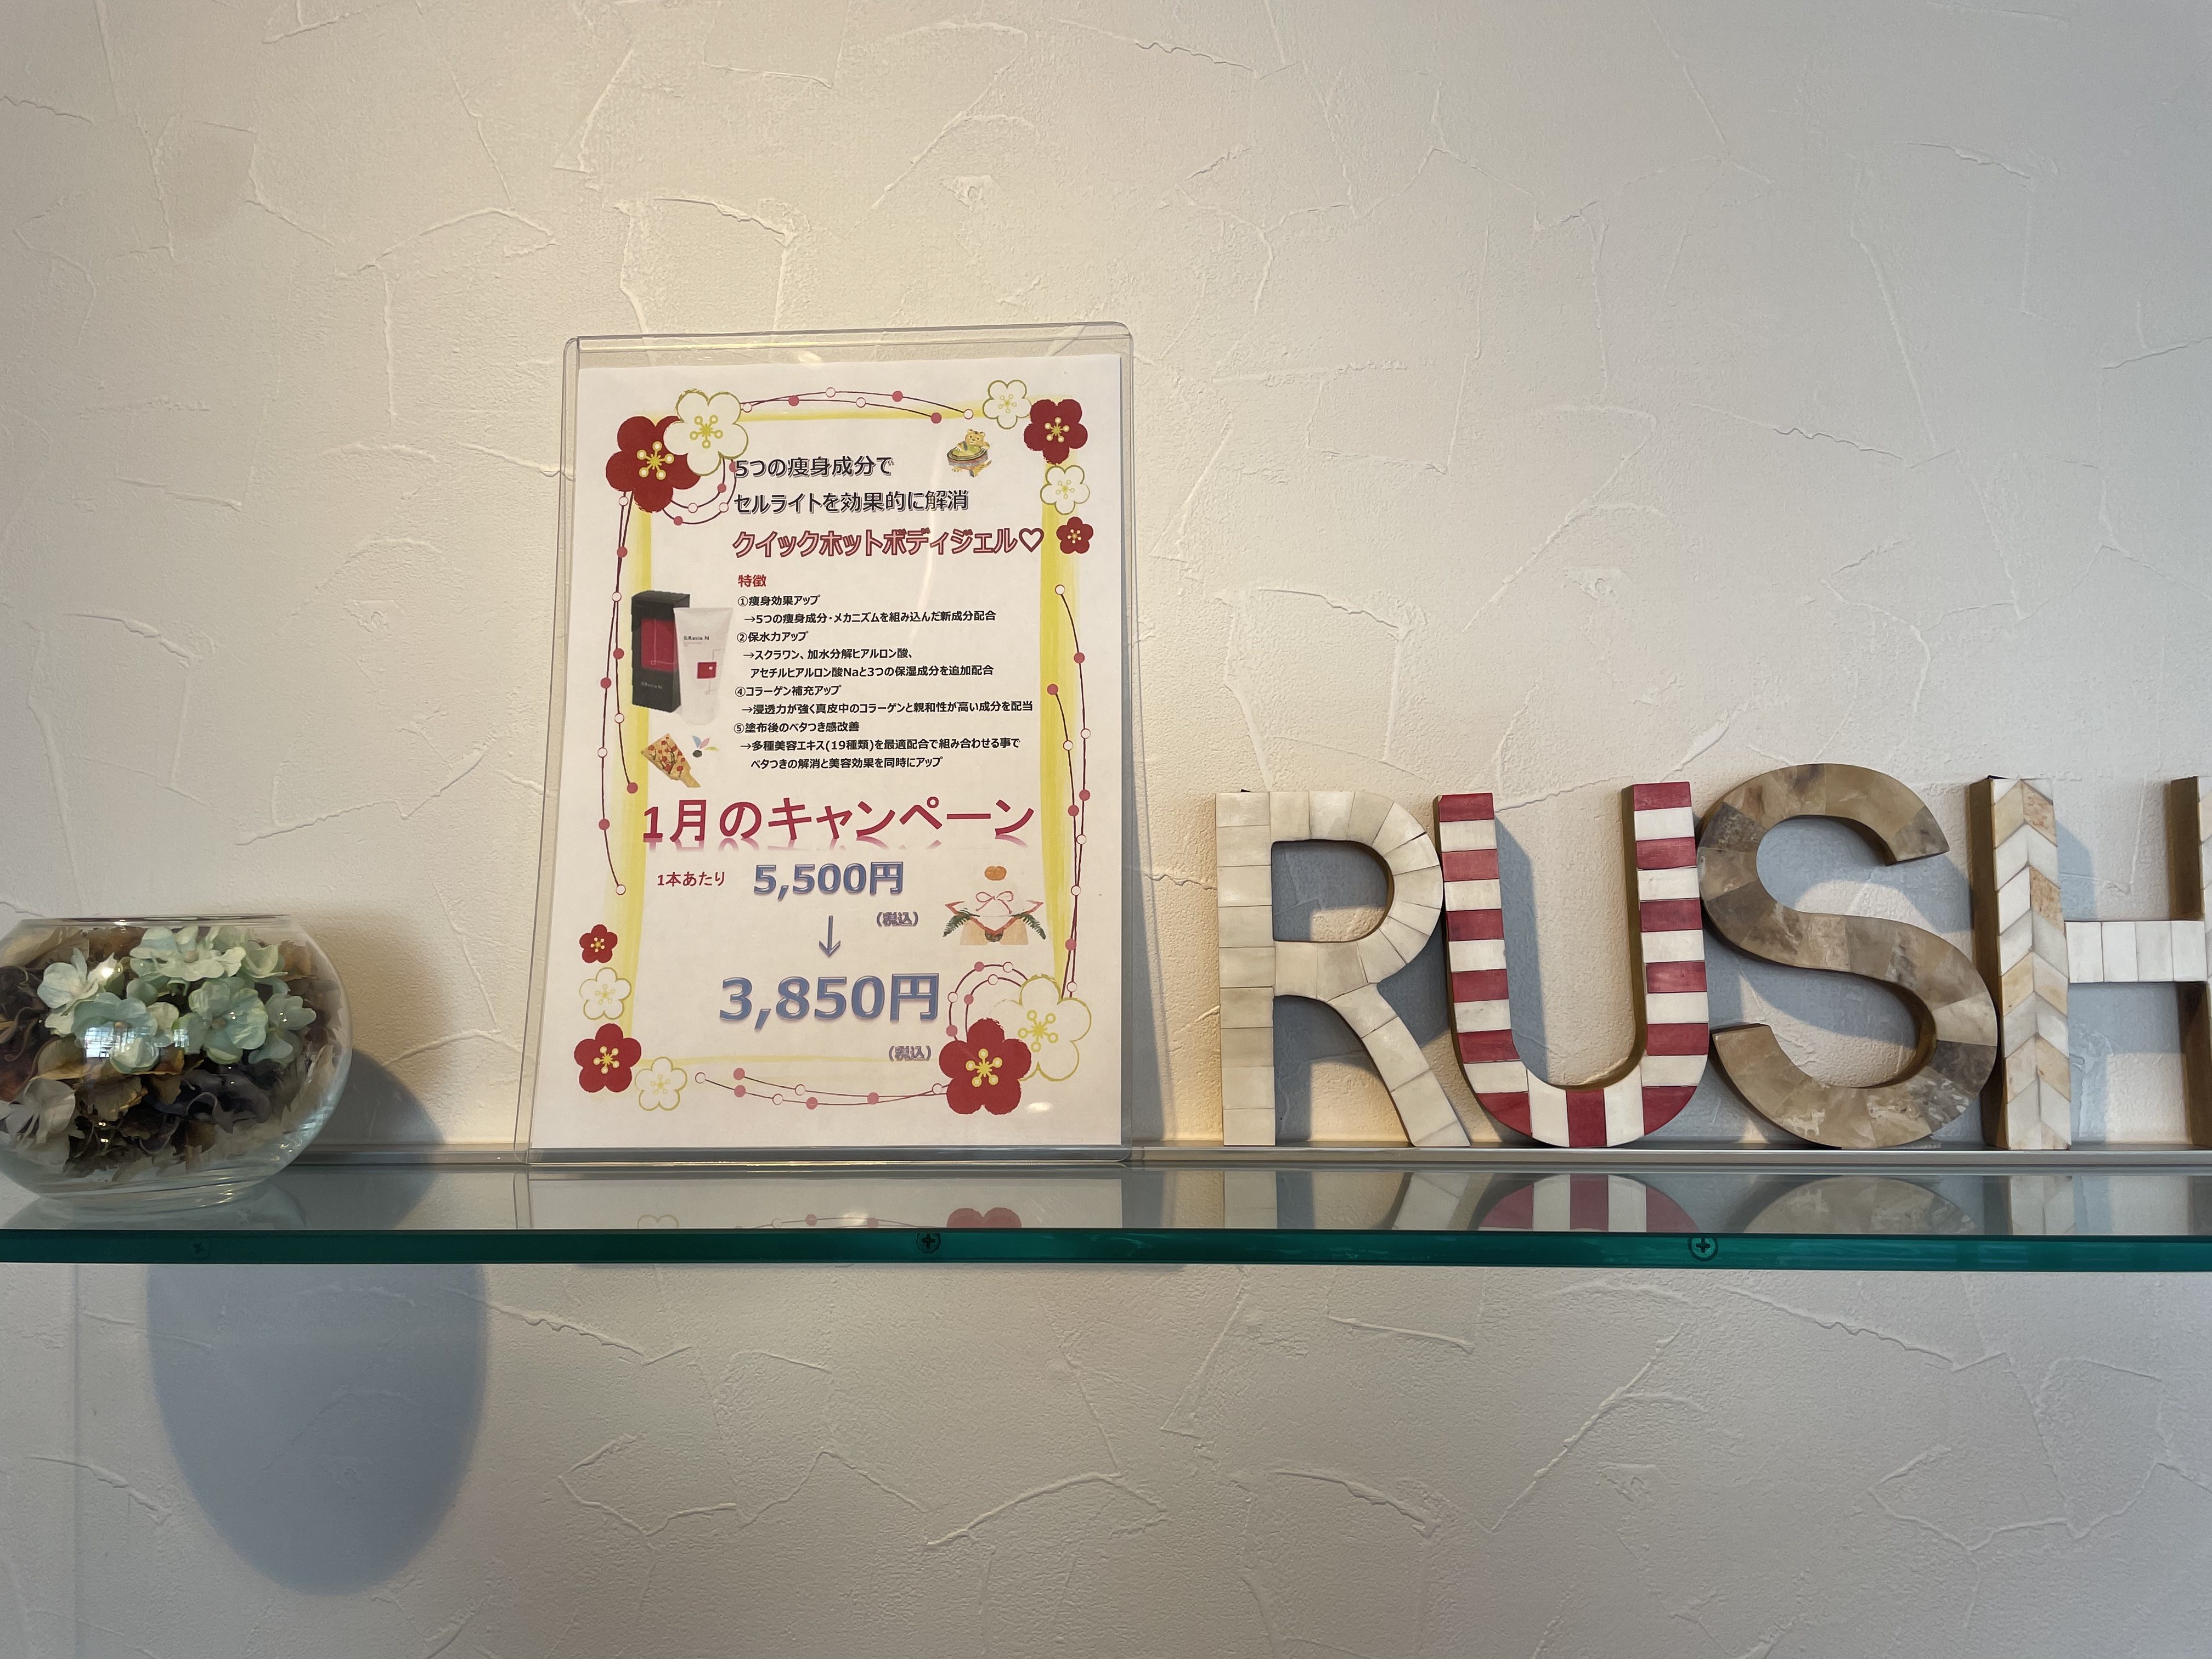 5つの痩身成分で
セルライトを効果的に解消
クイックホットボディジェル♡
特徴
①痩身効果アップ
→5つの痩身成分・メカニズムを組み込んだ新成分配合
②保水力アップ
→スクラワン、加水分解ヒアルロン酸、
アセチルヒアルロン酸Naと3つの保湿成分を追加配合
④コラーゲン補充アップ
→浸透力が強く真皮中のコラーゲンと親和性が高い成分を配当
⑤塗布後のベタつき感改善
→多種美容エキス(19種類)を最適配合で組み合わせる事で
ベタつきの解消と美容効果を同時にアップ
1月のキャンペーン
1本あたり 5,500円
(税込)
↓
3,850円
(税込)
RUSH